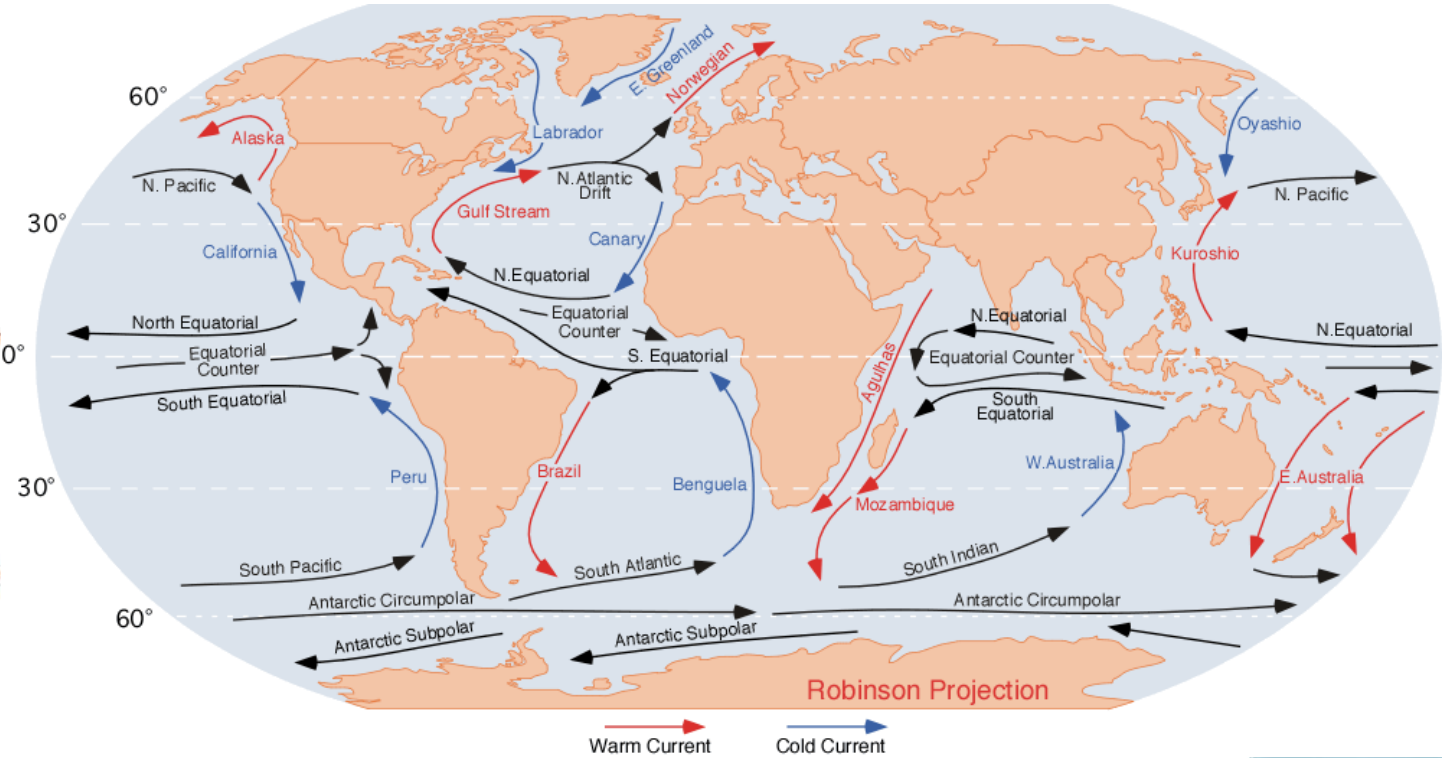 E. Greenland
Norwegian
60°
Labrador
Oyashio
Alaska
N. Pacific
N.Atlantic
Drift
N. Pacific
Gulf Stream
30°
Canary
California
Kuroshio
N.Equatorial
North Equatorial
Equatorial
Counter
N.Equatorial
N.Equatorial
0°
Equatorial
Counter
S. Equatorial
Equatorial Counter
Agulhas
South Equatorial
South
Equatorial
Peru
Brazil
Benguela
W.Australia
E.Australia
30°
Mozambique
South Pacific
South Atlantic
South Indian
Antarctic Circumpolar
Antarctic Circumpolar
60°
Antarctic Subpolar
Antarctic Subpolar
Robinson Projection
Warm Current
Cold Current